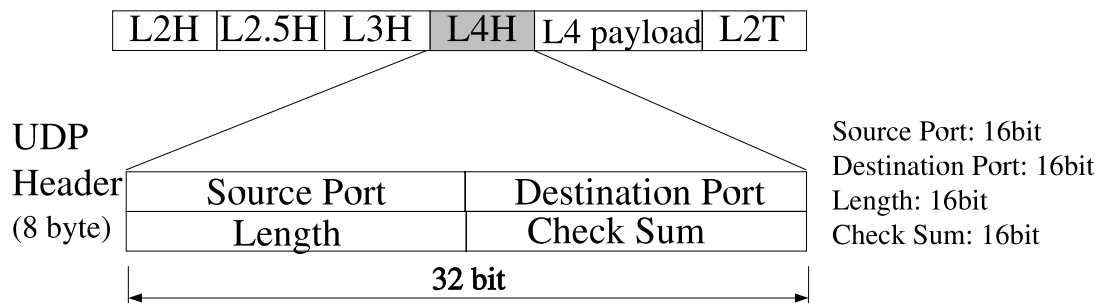 L2H L2.5H L3H L4H L4 payload L2T
UDP
Header
(8 byte)
Source Port Destination Port
Length Check Sum
32 bit
Source Port: 16bit
Destination Port: 16bit
Length: 16bit
Check Sum: 16bit